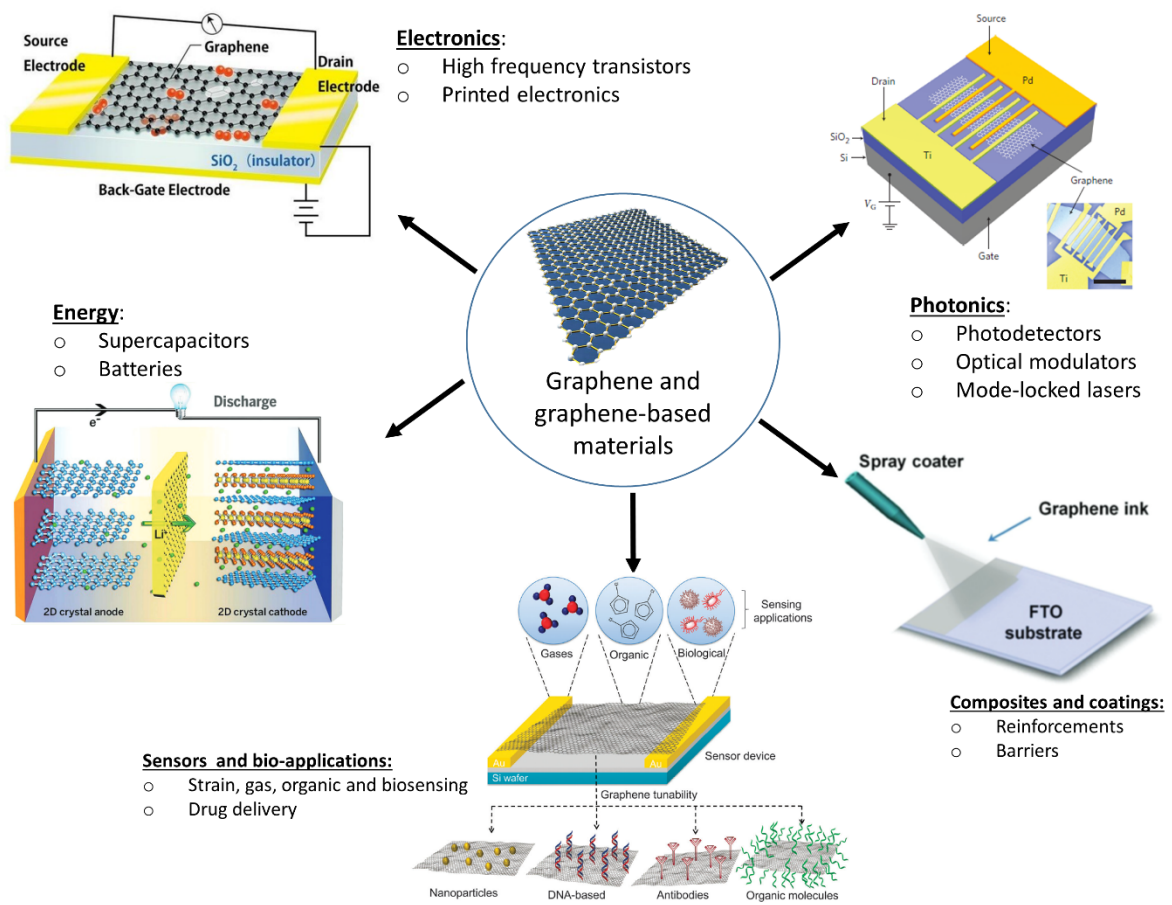 Source
Electrode
Graphene
Drain
Electrode
SiO2 (insulator)
Back-Gate Electrode
Electronics:
o High frequency transistors
o Printed electronics
Source
Pd
Drain
SiO2
Si
Ti
Graphene
VG
Gate
Pd
Ti
Photonics:
o Photodetectors
o Optical modulators
o Mode-locked lasers
Energy:
o Supercapacitors
o Batteries
Discharge
e-
Li+
2D crystal anode
2D crystal cathode
Graphene and
graphene-based
materials
Spray coater
Graphene ink
FTO
substrate
Composites and coatings:
o Reinforcements
o Barriers
Gases
Organic
Biological
Sensing
applications
Au
Au
Si wafer
Sensor device
Graphene tunability
Nanoparticles
DNA-based
Antibodies
Organic molecules
Sensors and bio-applications:
o Strain, gas, organic and biosensing
o Drug delivery